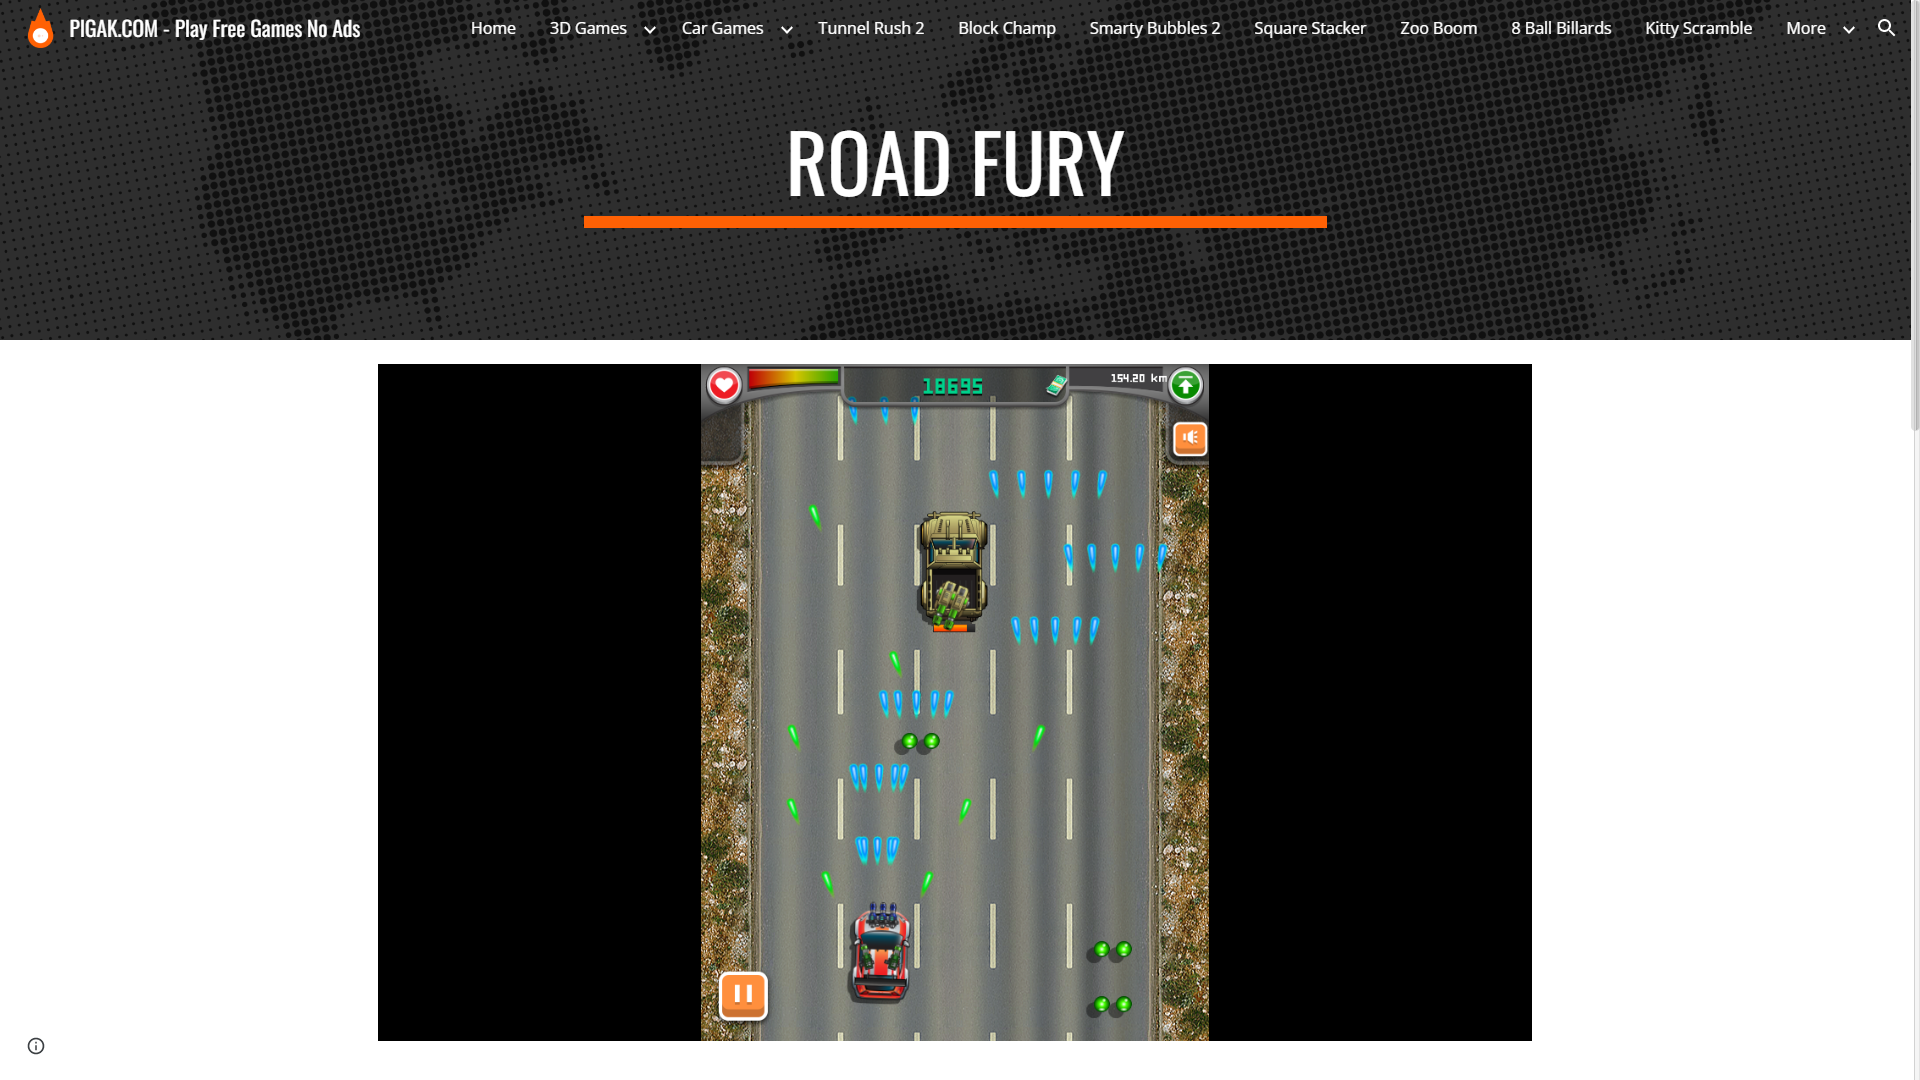 PIGAK.COM - Play Free Games No Ads
Home
3D Games
Car Games
Tunnel Rush 2
Block Champ
Smarty Bubbles 2
Square Stacker
Zoo Boom
8 Ball Billards
Kitty Scramble
More
ROAD FURY
18695
154.20 km